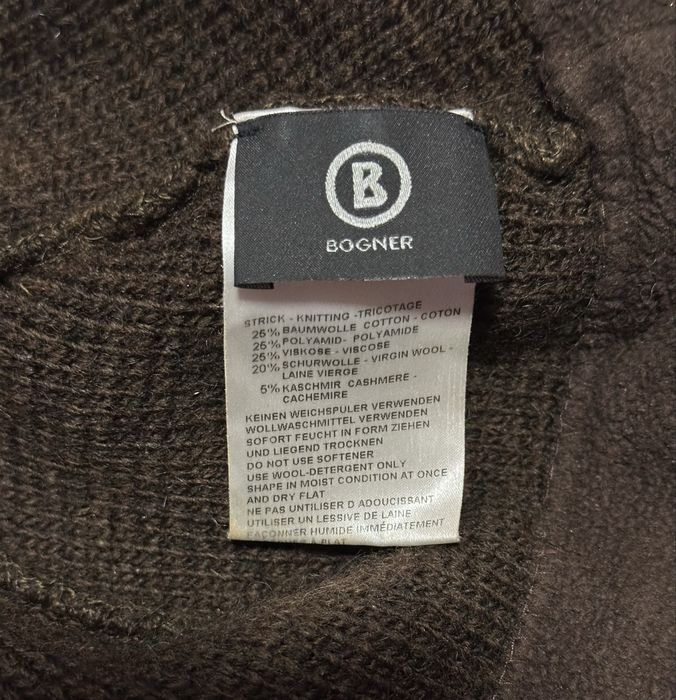 B
BOGNER
STRICK - KNITTING -TRICOTAGE
25% BAUMWOLLE COTTON - COTON
25% POLYAMID- POLYAMIDE
25% VISKOSE - VISCOSE
20% SCHURWOLLE - VIRGIN WOOL -
LAINE VIERGE
5% KASCHMIR CASHMERE -
CACHEMIRE
KEINEN WEICHSPULER VERWENDEN
WOLLWASCHMITTEL VERWENDEN
SOFORT FEUCHT IN FORM ZIEHEN
UND LIEGEND TROCKNEN
DO NOT USE SOFTENER
USE WOOL-DETERGENT ONLY
SHAPE IN MOIST CONDITION AT ONCE
AND DRY FLAT
NE PAS UNTILISER D ADOUCISSANT
UTILISER UN LESSIVE DE LAINE
FAÇONNER HUMIDE IMMÉDIATEMENT
À PLAT